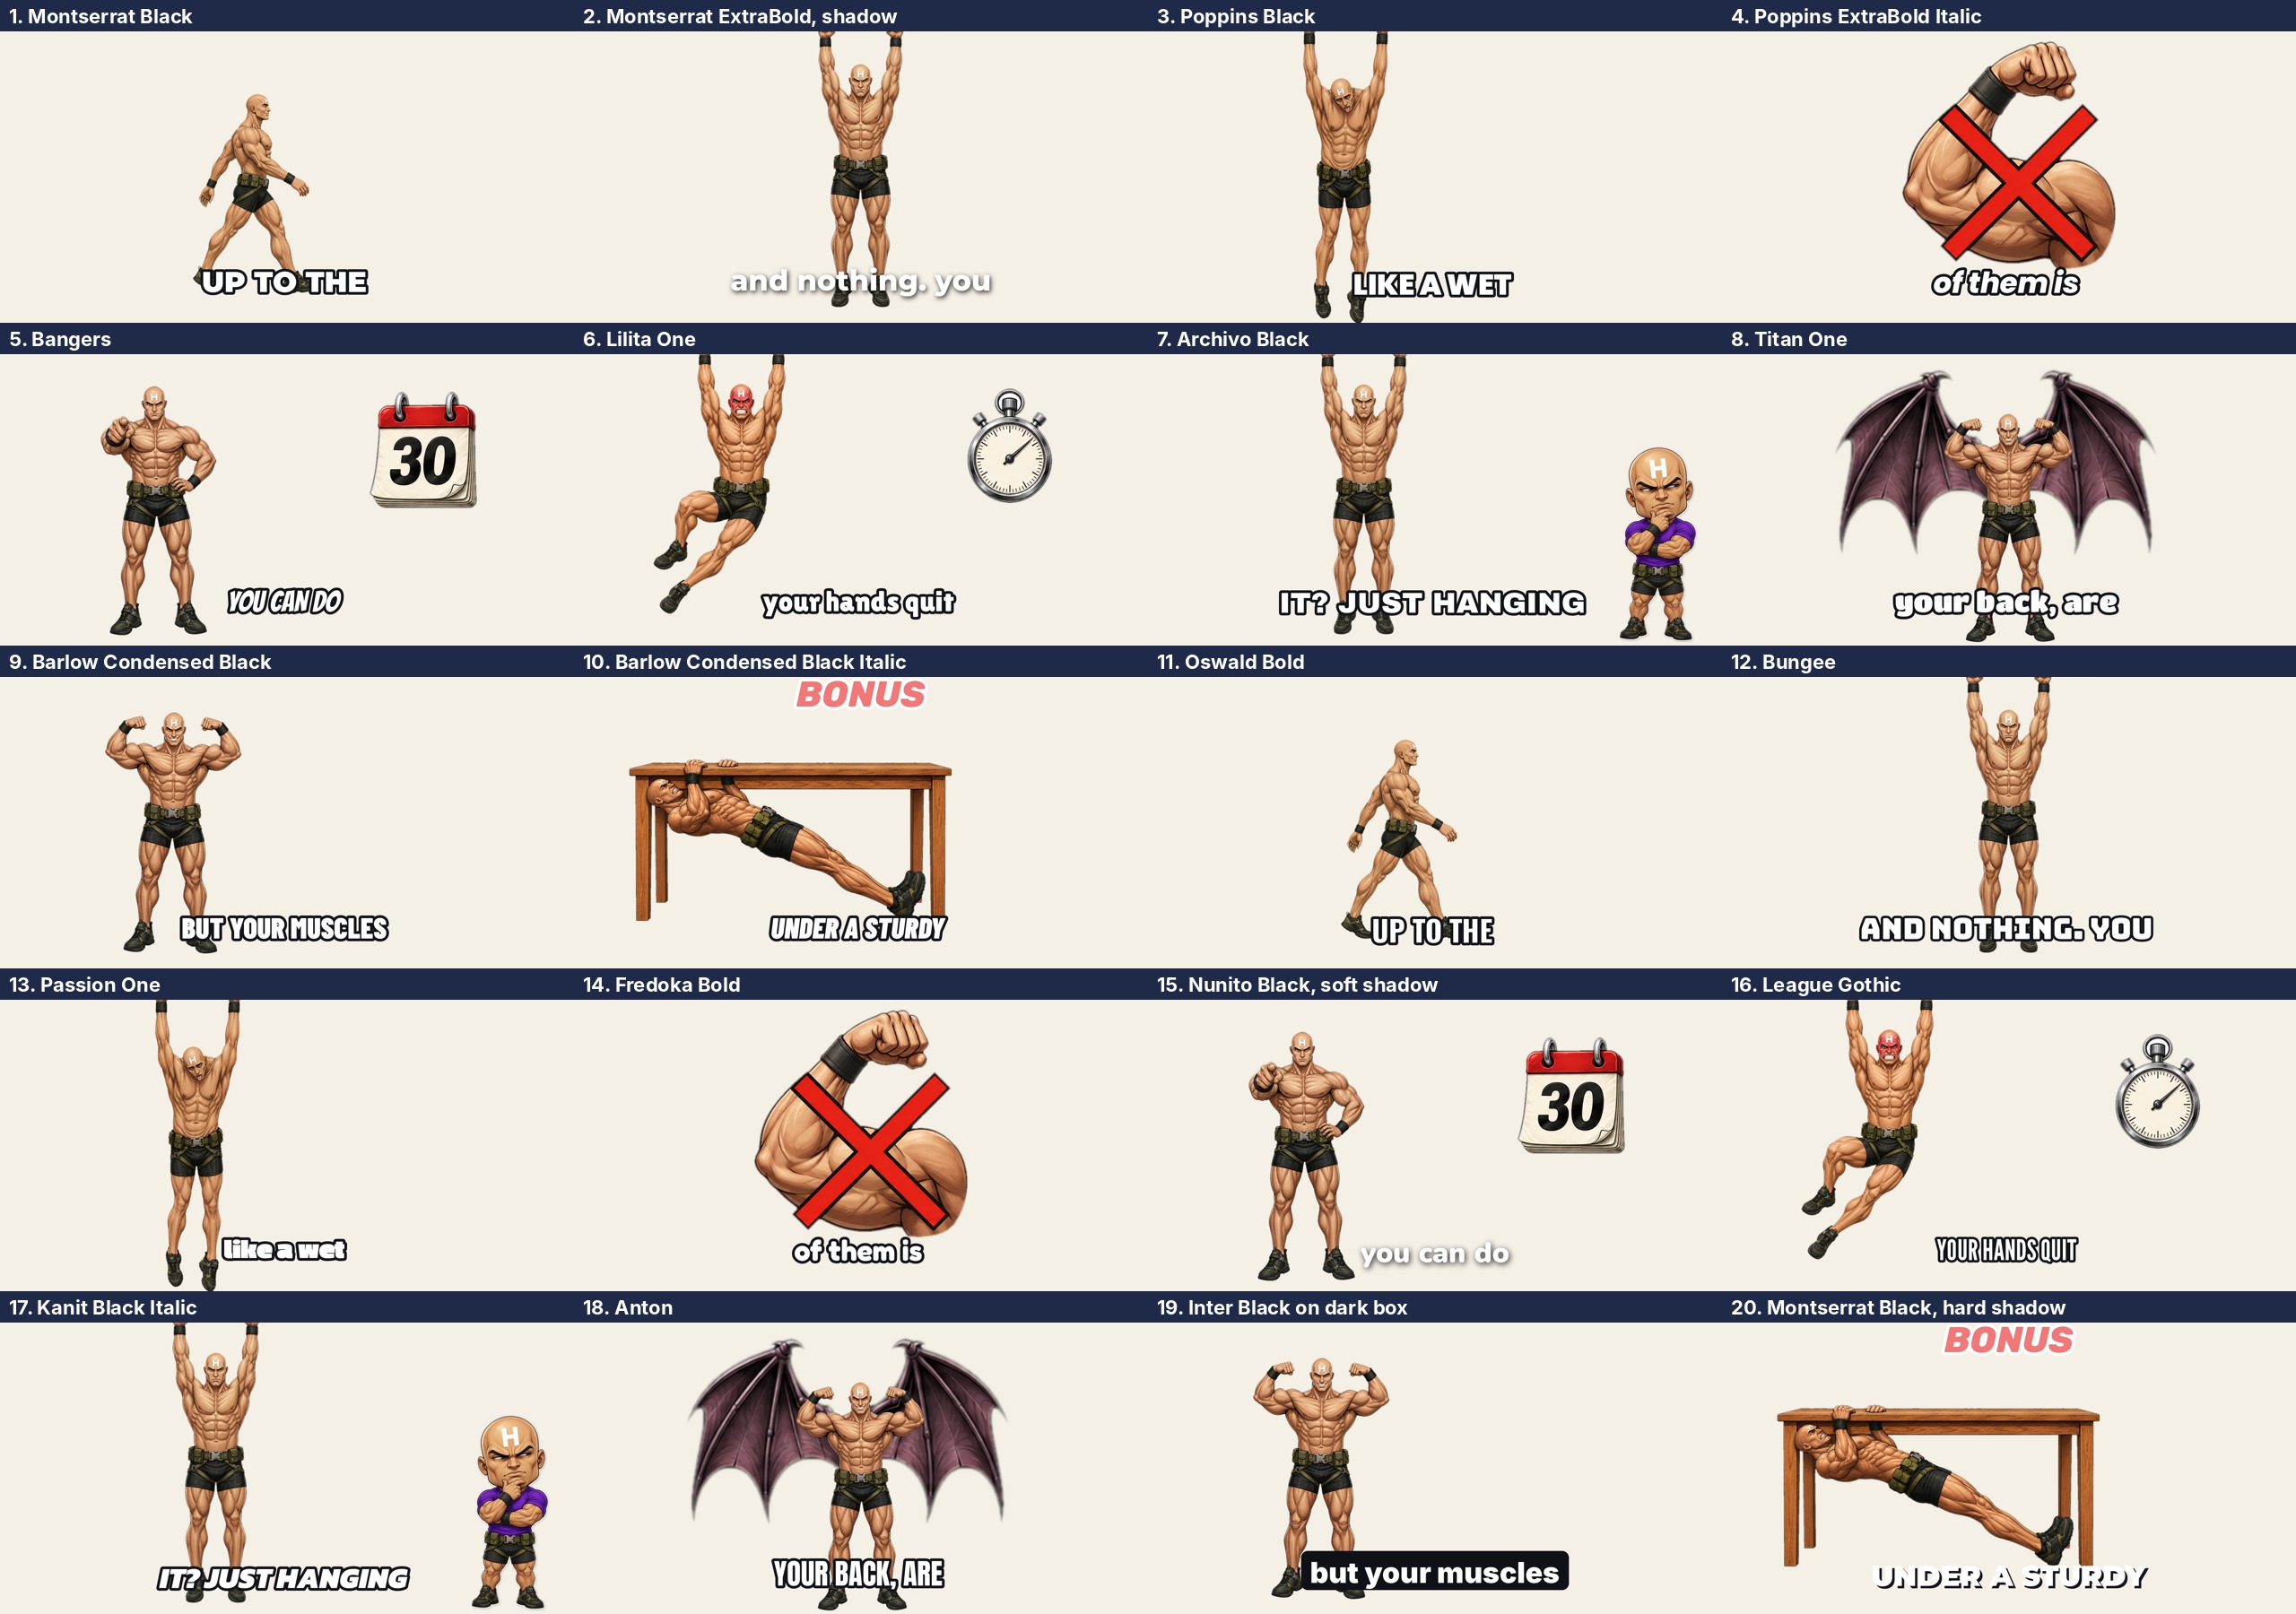 1. Montserrat Black
2. Montserrat ExtraBold, shadow
3. Poppins Black
4. Poppins ExtraBold Italic
H
H
UP TO THE
and nothing. you
LIKE A WET
of them is
5. Bangers
6. Lilita One
7. Archivo Black
8. Titan One
H
30
H
H
H
H
YOU CAN DO
your hands quit
IT? JUST HANGING
your back, are
9. Barlow Condensed Black
10. Barlow Condensed Black Italic
11. Oswald Bold
12. Bungee
BONUS
H
H
BUT YOUR MUSCLES
UNDER A STURDY
UP TO THE
AND NOTHING. YOU
13. Passion One
14. Fredoka Bold
15. Nunito Black, soft shadow
16. League Gothic
H
H
30
H
like a wet
of them is
you can do
YOUR HANDS QUIT
17. Kanit Black Italic
18. Anton
19. Inter Black on dark box
20. Montserrat Black, hard shadow
BONUS
H
H
H
H
IT? JUST HANGING
YOUR BACK, ARE
but your muscles
UNDER A STURDY